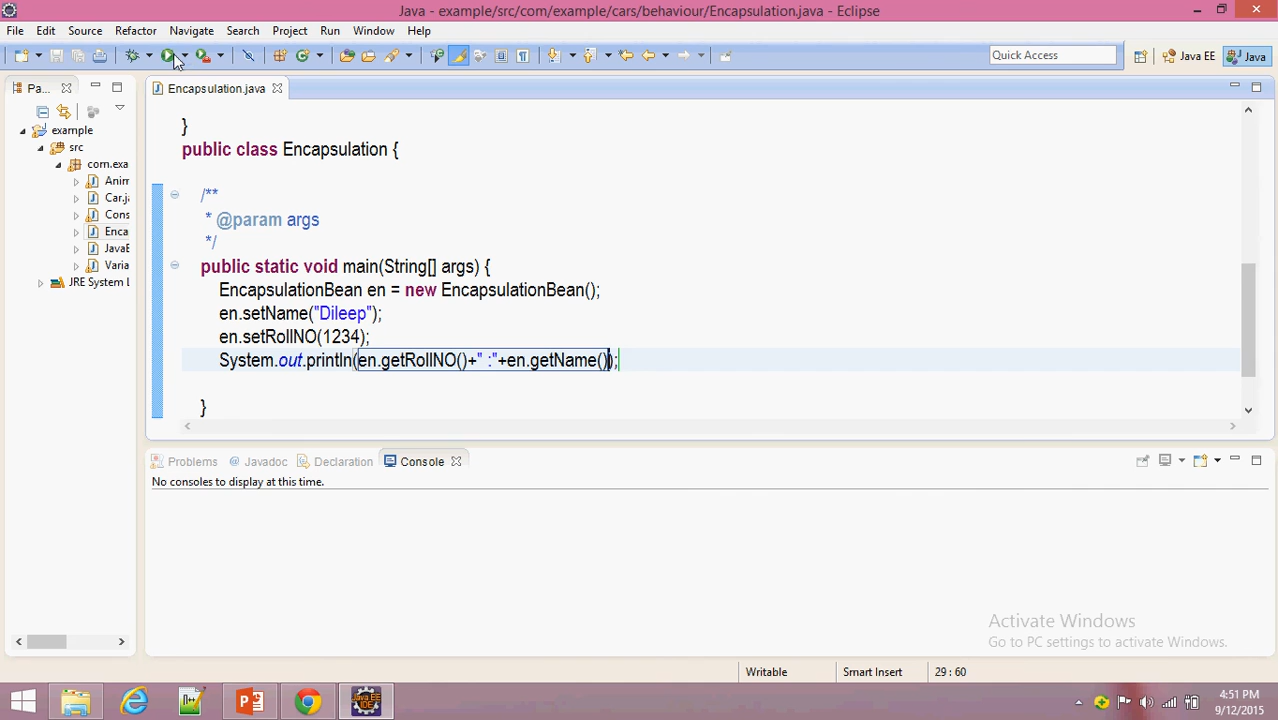 Java - example/src/com/example/cars/behaviour/Encapsulation.java - Eclipse
File Edit Source Refactor Navigate Search Project Run Window Help
Quick Access
Java EE
Java
Pa...
Encapsulation.java
example
src
com.exa
Anim
Car.ja
Cons
Enca
JavaE
Varia
JRE System L
}
public class Encapsulation {
/**
* @param args
*/
public static void main(String[] args) {
EncapsulationBean en = new EncapsulationBean();
en.setName("Dileep");
en.setRollNO(1234);
System.out.println(en.getRollNO()+" :"+en.getName());
}
Problems @ Javadoc Declaration Console
No consoles to display at this time.
Activate Windows
Go to PC settings to activate Windows.
Writable Smart Insert 29 : 60
Java EE
IDE
4:51 PM
9/12/2015